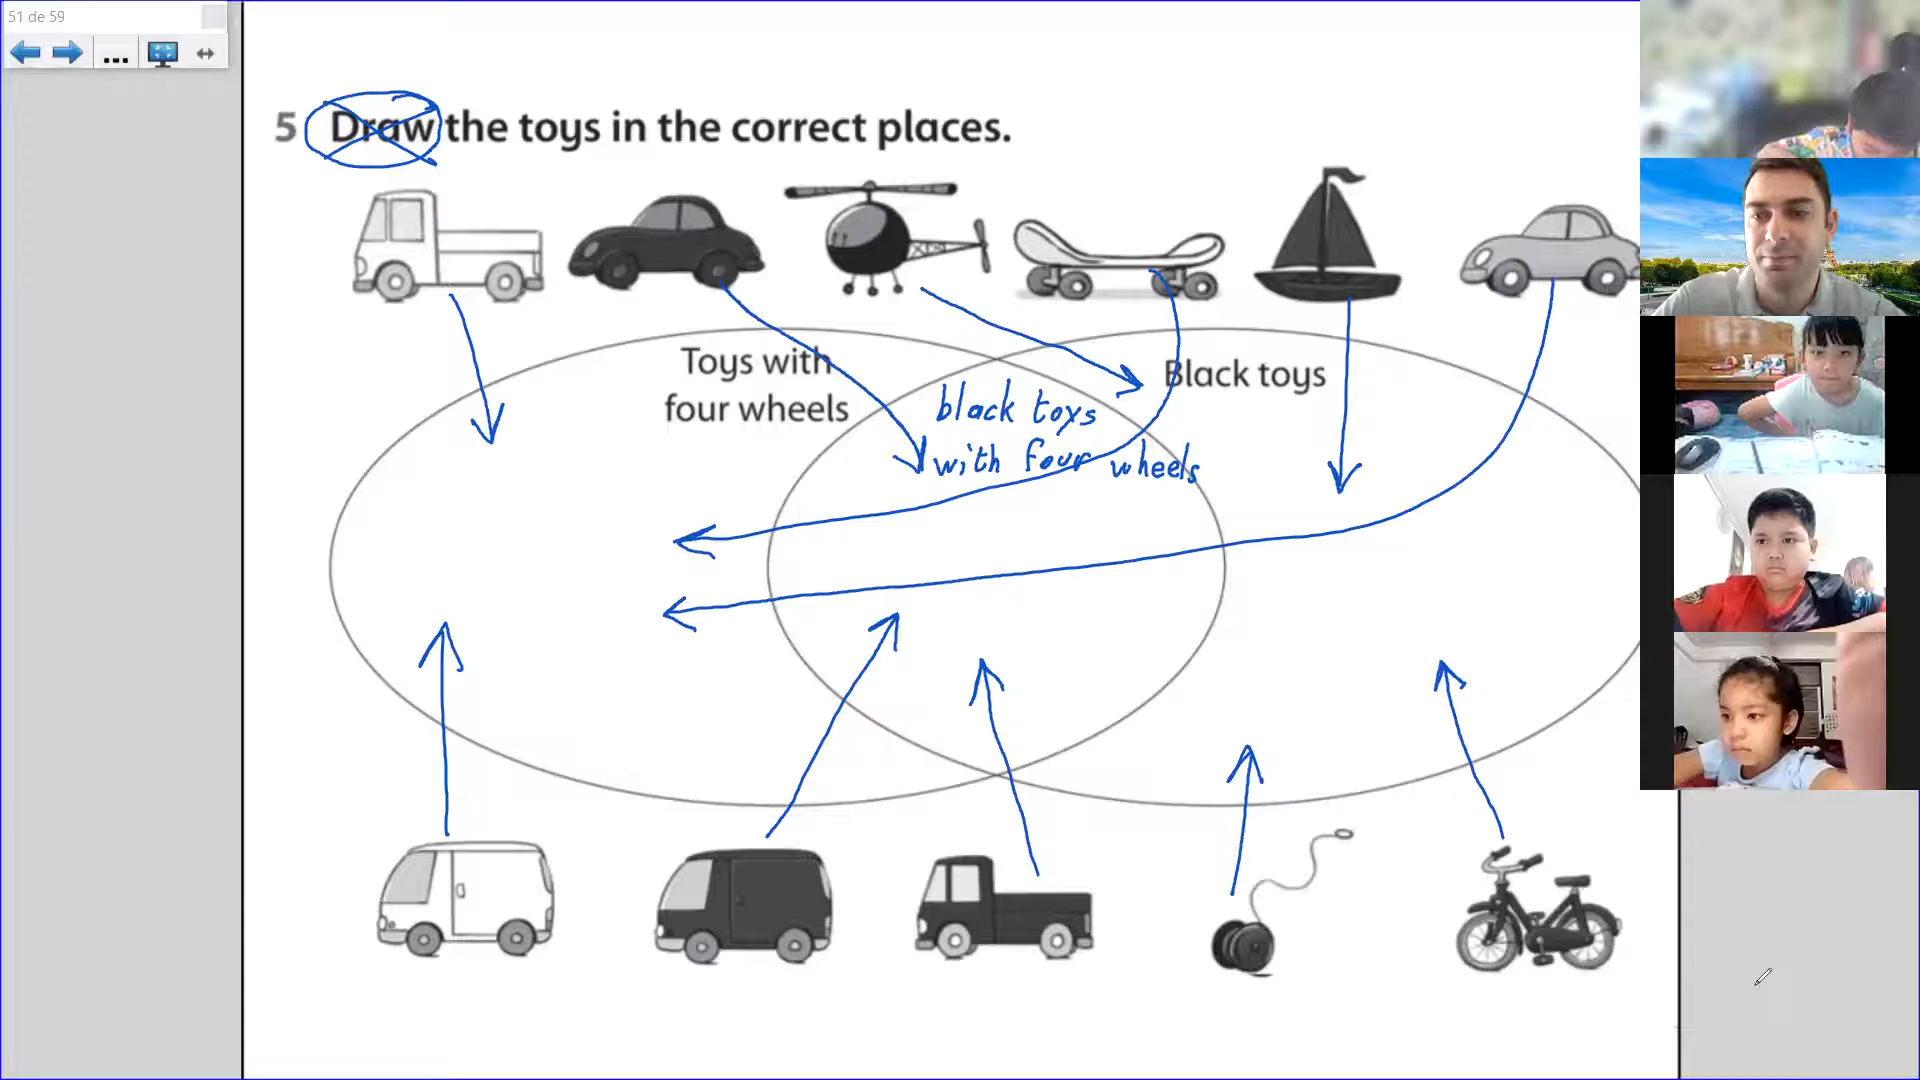 51 de 59
...
5 Draw the toys in the correct places.
Toys with
four wheels
Black toys
black toys
with four wheels